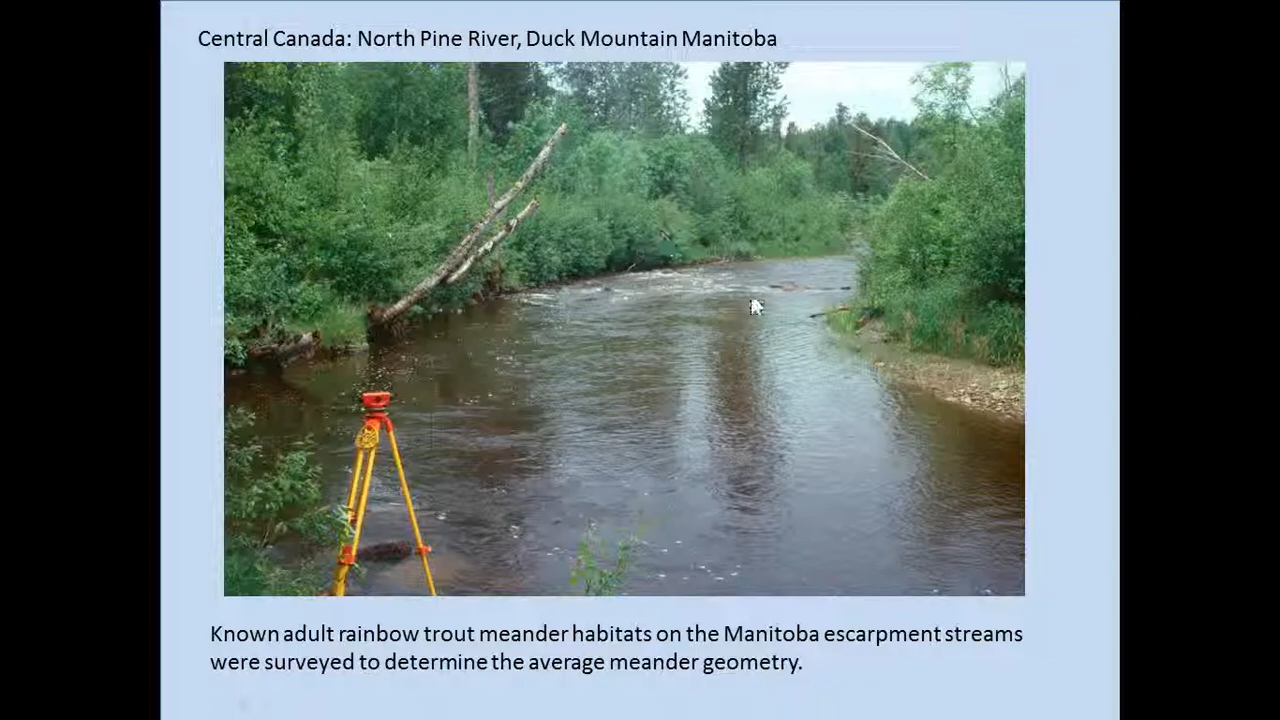 Central Canada: North Pine River, Duck Mountain Manitoba
Known adult rainbow trout meander habitats on the Manitoba escarpment streams
were surveyed to determine the average meander geometry.